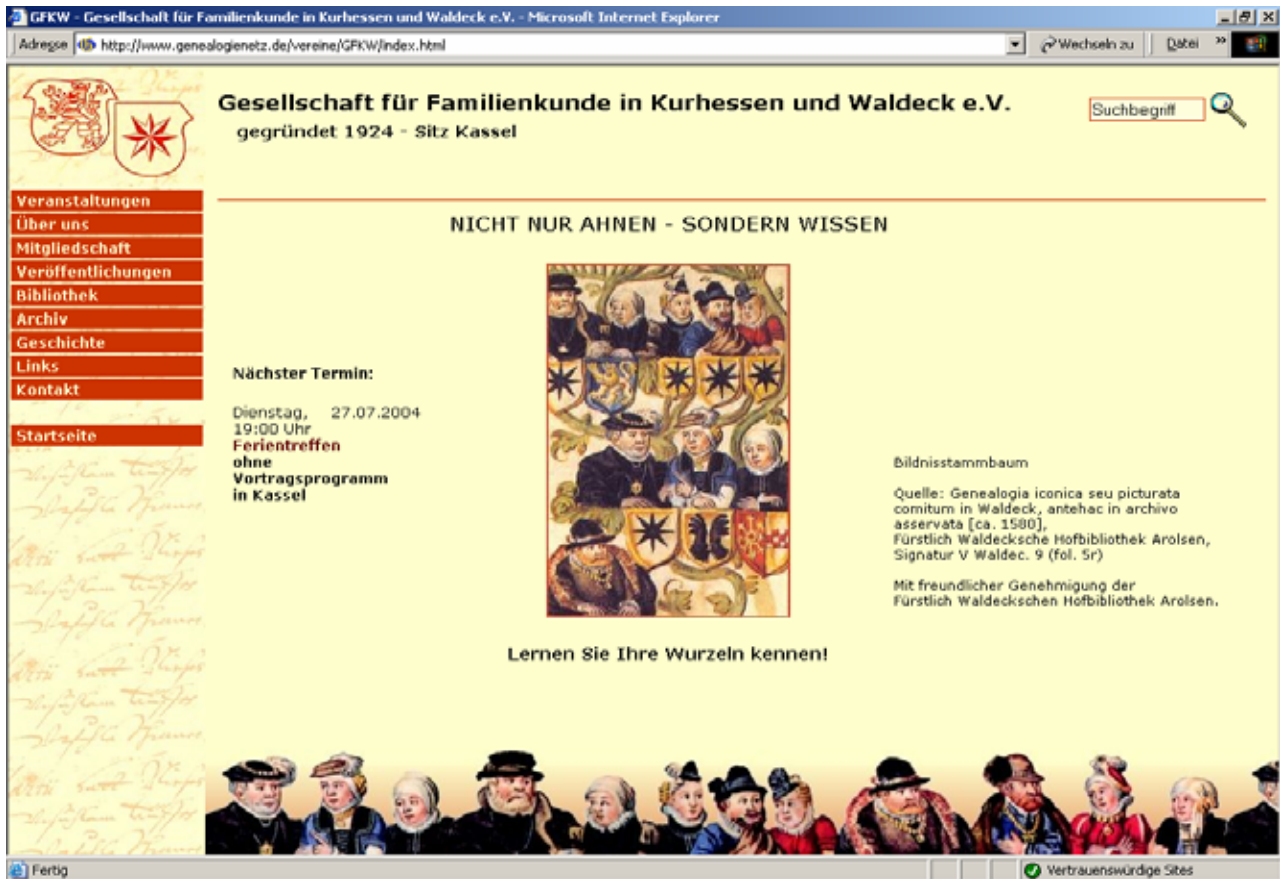 GFKW - Gesellschaft für Familienkunde in Kurhessen und Waldeck e.V. - Microsoft Internet Explorer
Adresse http://www.genealogienetz.de/vereine/GFKW/index.html Wechseln zu Datei »
Gesellschaft für Familienkunde in Kurhessen und Waldeck e.V.
gegründet 1924 - Sitz Kassel
Suchbegriff
Veranstaltungen
Über uns
Mitgliedschaft
Veröffentlichungen
Bibliothek
Archiv
Geschichte
Links
Kontakt
Startseite
NICHT NUR AHNEN - SONDERN WISSEN
Nächster Termin:
Dienstag, 27.07.2004
19:00 Uhr
Ferientreffen
ohne
Vortragsprogramm
in Kassel
Bildnisstammbaum
Quelle: Genealogia iconica seu picturata
comitum in Waldeck, antehac in archivo
asservata [ca. 1580],
Fürstlich Waldecksche Hofbibliothek Arolsen,
Signatur V Waldec. 9 (fol. 5r)
Mit freundlicher Genehmigung der
Fürstlich Waldeckschen Hofbibliothek Arolsen.
Lernen Sie Ihre Wurzeln kennen!
Fertig
Vertrauenswürdige Sites